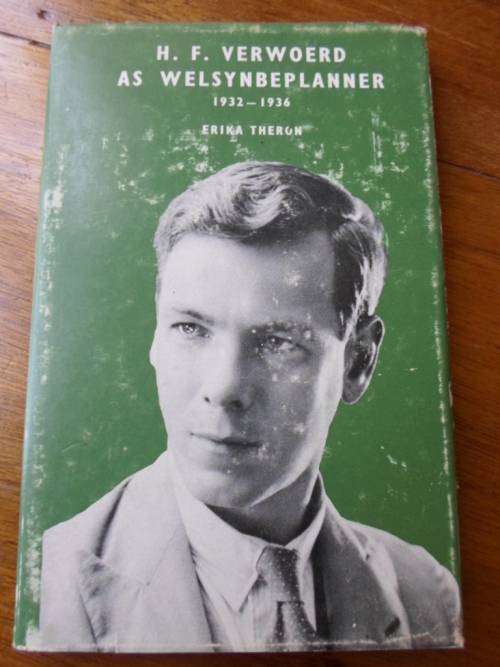 H. F. VERWOERD
AS WELSYNBEPLANNER
1932—1936
ERIKA THERON